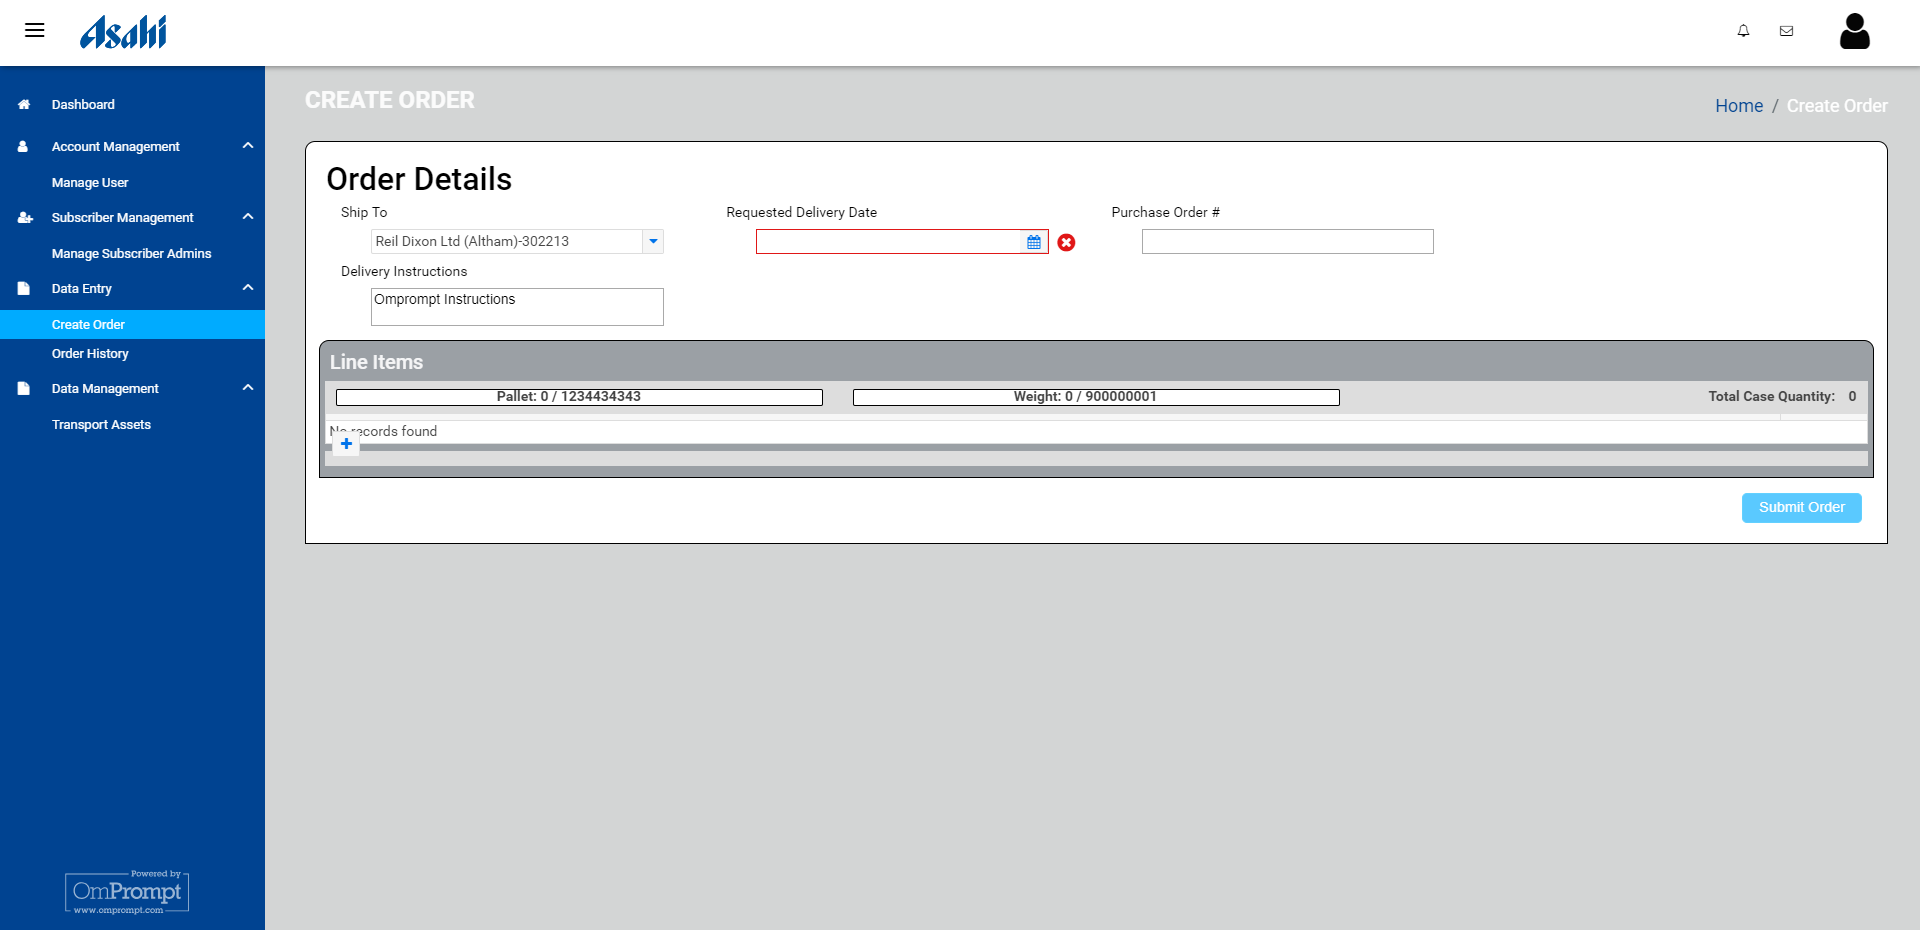 Asahi
Dashboard
Account Management
Manage User
Subscriber Management
Manage Subscriber Admins
Data Entry
Create Order
Order History
Data Management
Transport Assets
Powered by
OmPrompt
www.omprompt.com
CREATE ORDER
Home / Create Order
Order Details
Ship To
Requested Delivery Date
Purchase Order #
Reil Dixon Ltd (Altham)-302213
Delivery Instructions
Omprompt Instructions
Line Items
Pallet: 0 / 1234434343
Weight: 0 / 900000001
Total Case Quantity: 0
No records found
Submit Order